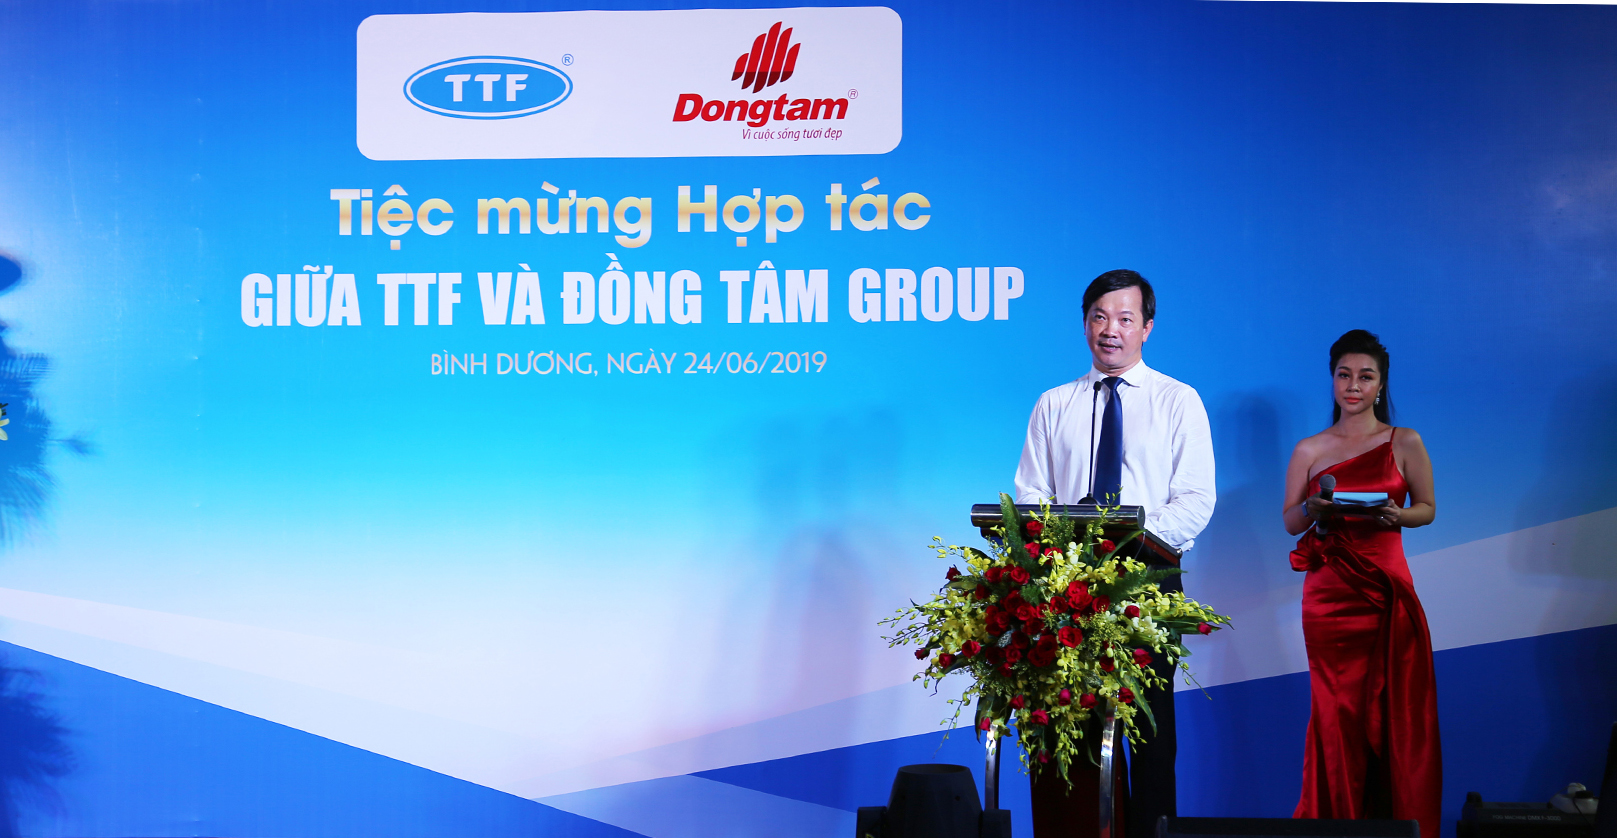 TTF ®
Dongtam ®
Vì cuộc sống tươi đẹp
Tiệc mừng Hợp tác
GIỮA TTF VÀ ĐỒNG TÂM GROUP
BÌNH DƯƠNG, NGÀY 24/06/2019